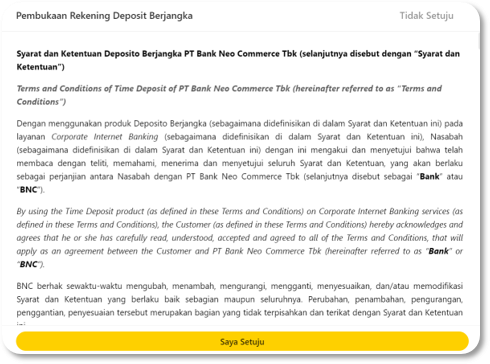 Pembukaan Rekening Deposit Berjangka
Tidak Setuju
Syarat dan Ketentuan Deposito Berjangka PT Bank Neo Commerce Tbk (selanjutnya disebut dengan “Syarat dan
Ketentuan”)
Terms and Conditions of Time Deposit of PT Bank Neo Commerce Tbk (hereinafter referred to as “Terms and
Conditions”)
Dengan menggunakan produk Deposito Berjangka (sebagaimana didefinisikan di dalam Syarat dan Ketentuan ini) pada
layanan Corporate Internet Banking (sebagaimana didefinisikan di dalam Syarat dan Ketentuan ini), Nasabah
(sebagaimana didefinisikan di dalam Syarat dan Ketentuan ini) dengan ini mengakui dan menyetujui bahwa telah
membaca dengan teliti, memahami, menerima dan menyetujui seluruh Syarat dan Ketentuan, yang akan berlaku
sebagai perjanjian antara Nasabah dengan PT Bank Neo Commerce Tbk (selanjutnya disebut sebagai “Bank” atau
“BNC”).
By using the Time Deposit product (as defined in these Terms and Conditions) on Corporate Internet Banking services (as
defined in these Terms and Conditions), the Customer (as defined in these Terms and Conditions) hereby acknowledges and
agrees that he or she has carefully read, understood, accepted and agreed to all of the Terms and Conditions, that will
apply as an agreement between the Customer and PT Bank Neo Commerce Tbk (hereinafter referred to as “Bank” or
“BNC”).
BNC berhak sewaktu-waktu mengubah, menambah, mengurangi, mengganti, menyesuaikan, dan/atau memodifikasi
Syarat dan Ketentuan yang berlaku baik sebagian maupun seluruhnya. Perubahan, penambahan, pengurangan,
penggantian, penyesuaian tersebut merupakan bagian yang tidak terpisahkan dan terikat dengan Syarat dan Ketentuan
Saya Setuju